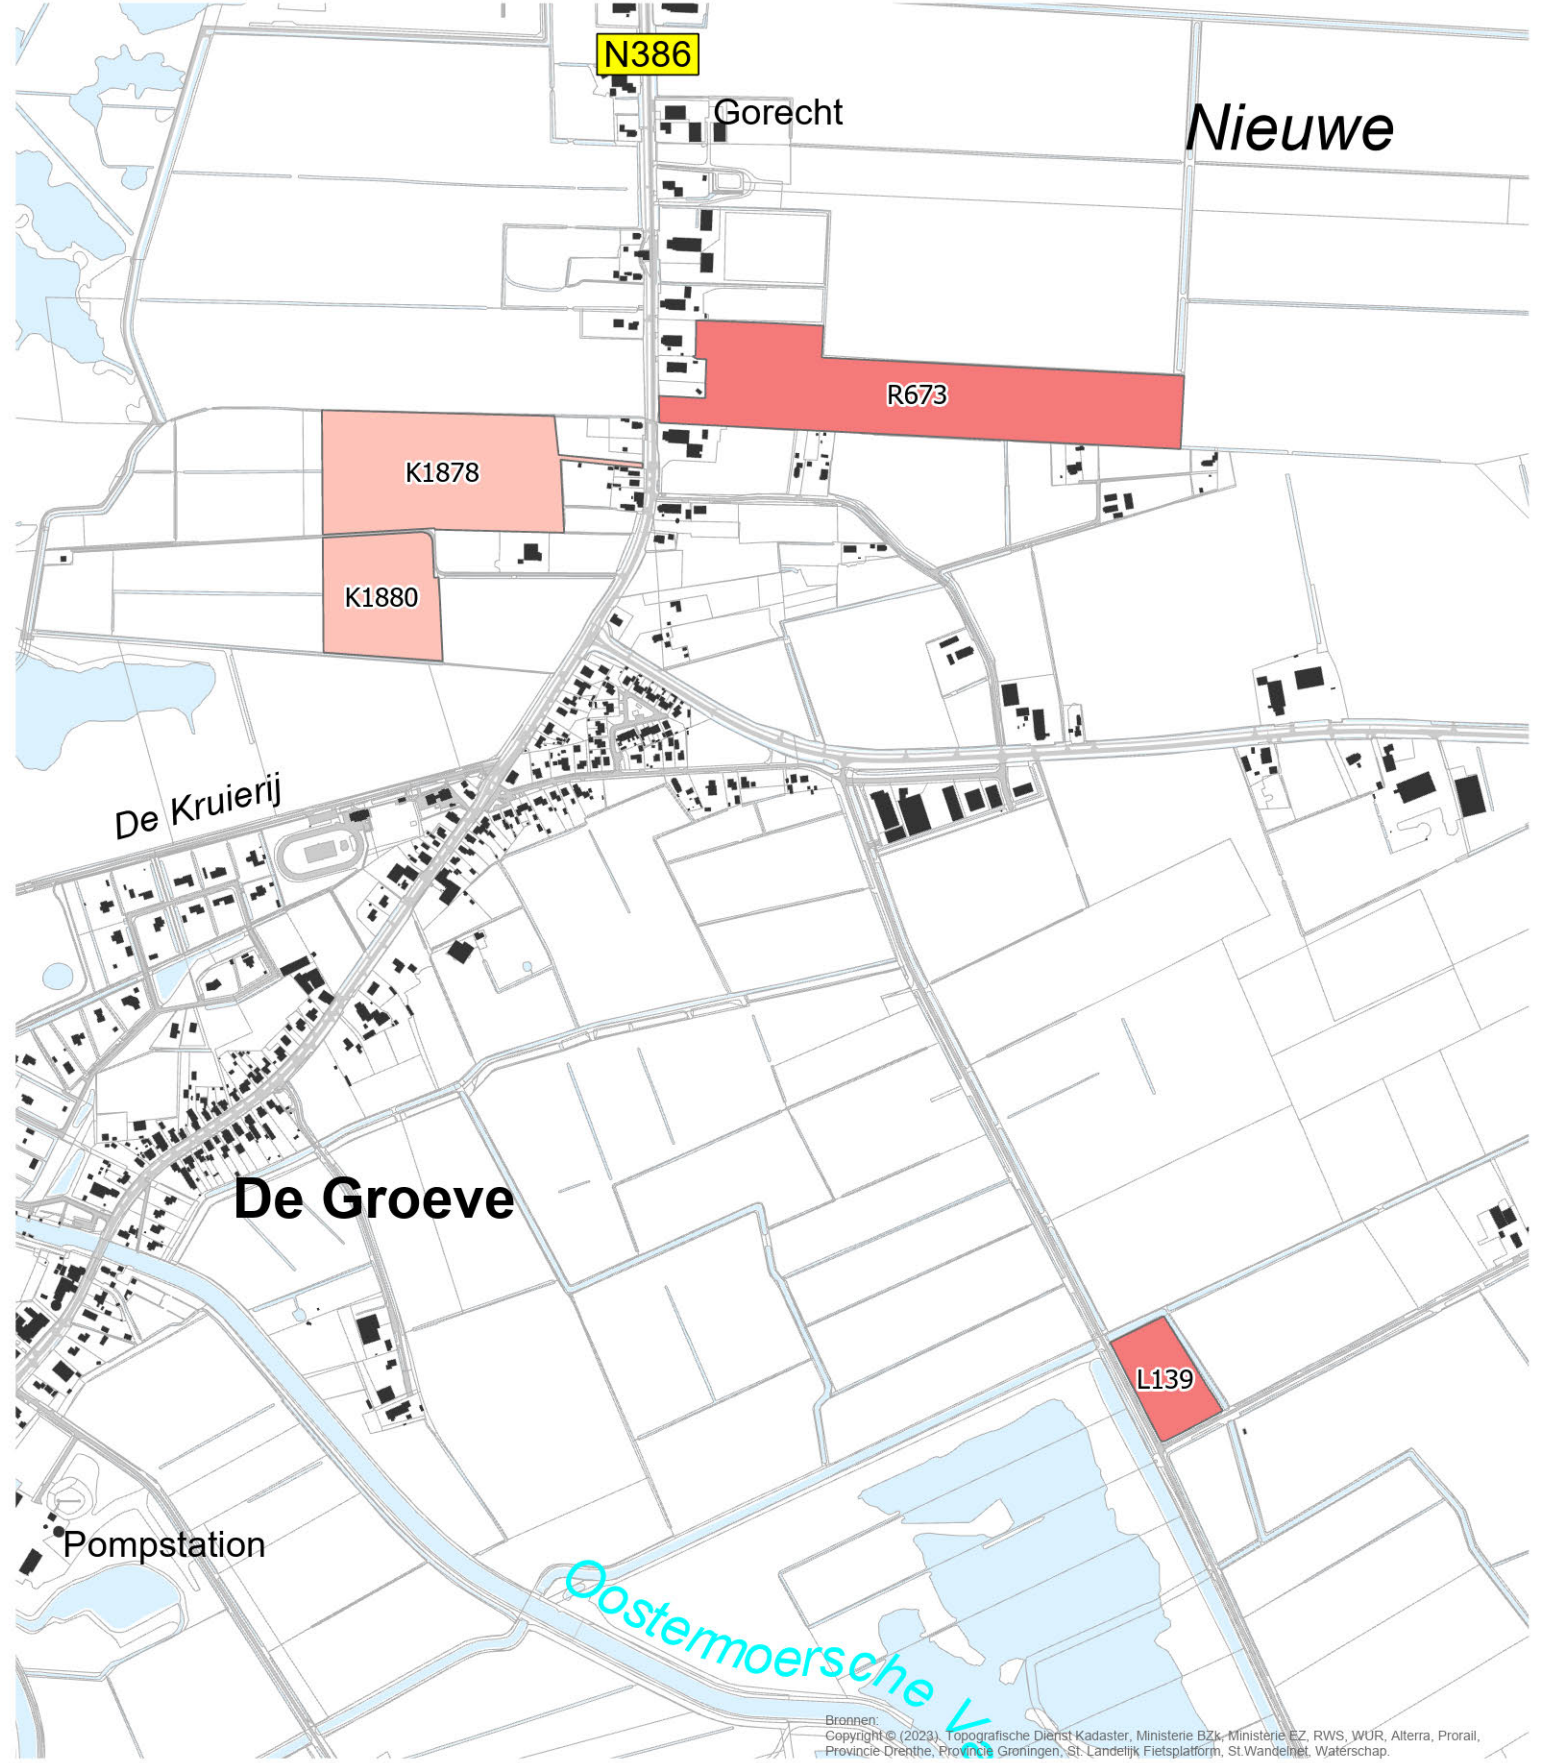 N386
Gorecht
Nieuwe
R673
K1878
K1880
De Kruierij
De Groeve
L139
Pompstation
Oostermoersche
Bronnen:
Copyright © (2023), Topografische Dienst Kadaster, Ministerie BZk, Ministerie EZ, RWS, WUR, Alterra, Prorail,
Provincie Drenthe, Provincie Groningen, St. Landelijk Fietsplatform, St.Wandelnet, Waterschap.